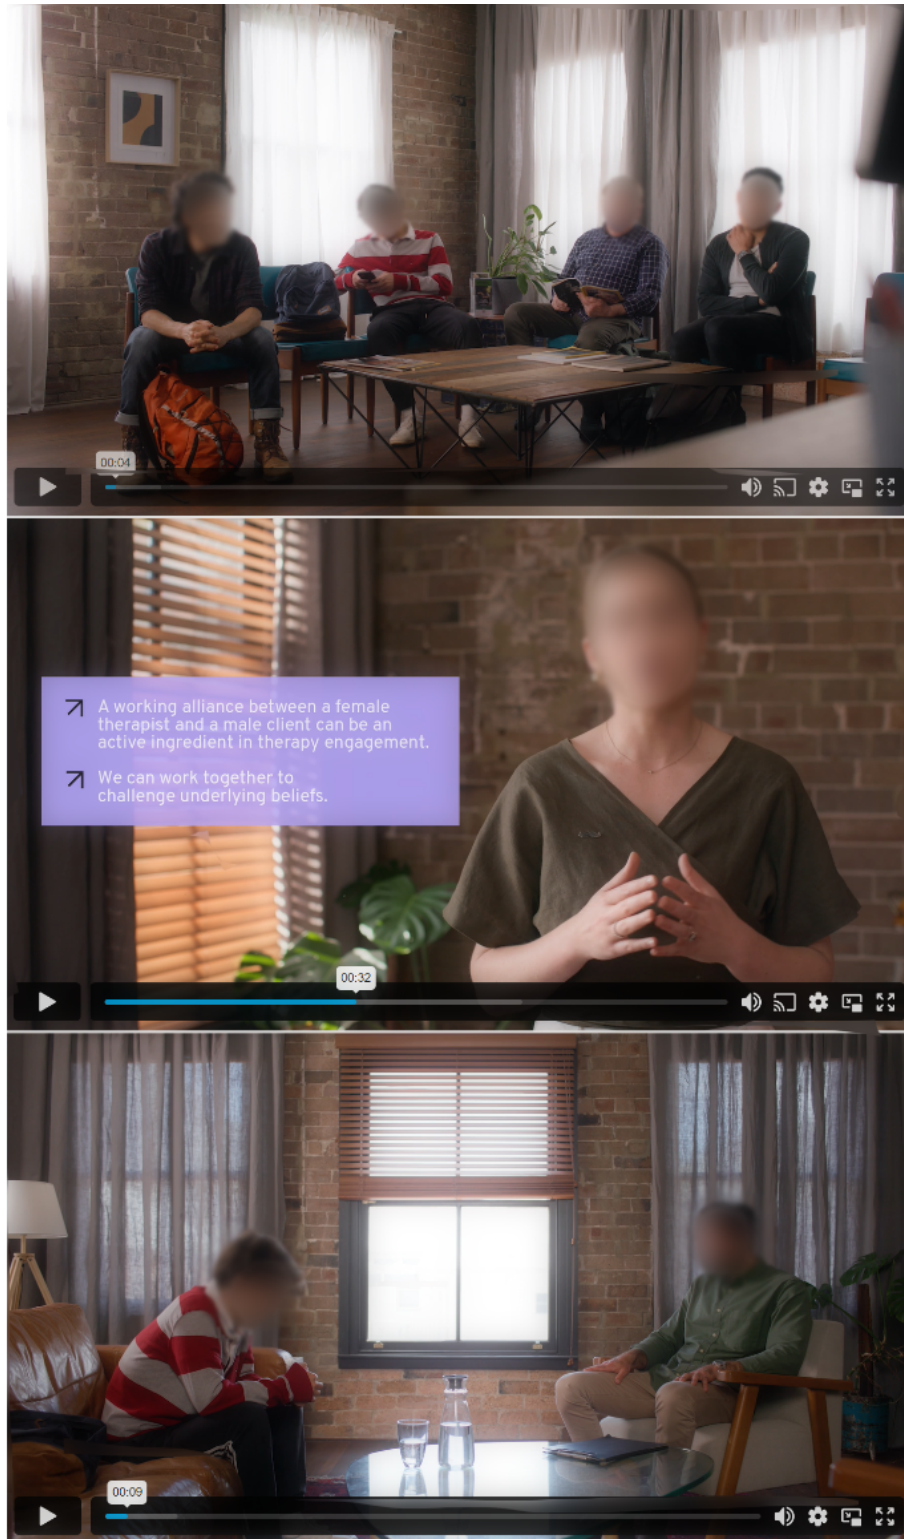 00:04
A working alliance between a female
therapist and a male client can be an
active ingredient in therapy engagement.
We can work together to
challenge underlying beliefs.
00:32
00:09